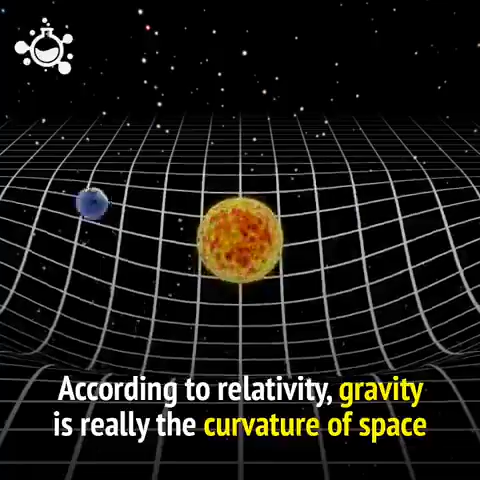 According to relativity, gravity
is really the curvature of space